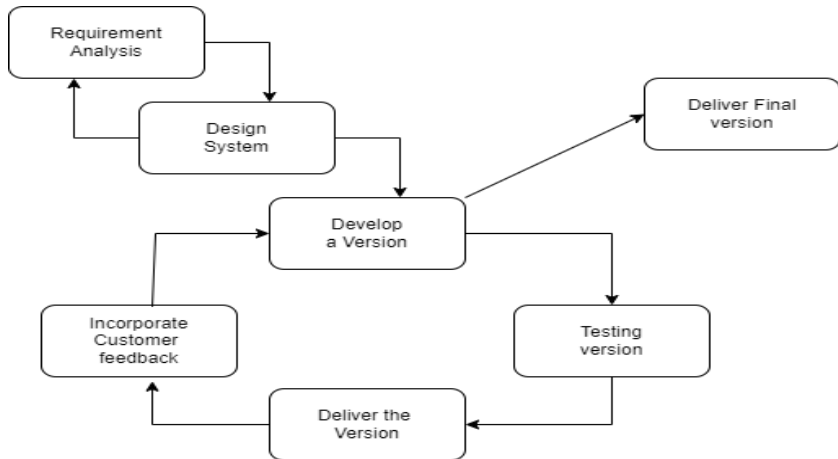 Requirement
Analysis
Design
System
Deliver Final
version
Develop
a Version
Incorporate
Customer
feedback
Testing
version
Deliver the
Version